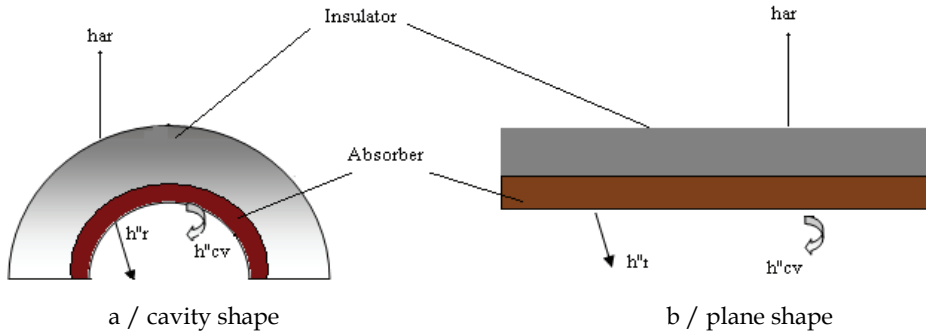 Insulator
har
har
Absorber
h"r
h"cv
h"r
h"cv
a / cavity shape
b / plane shape